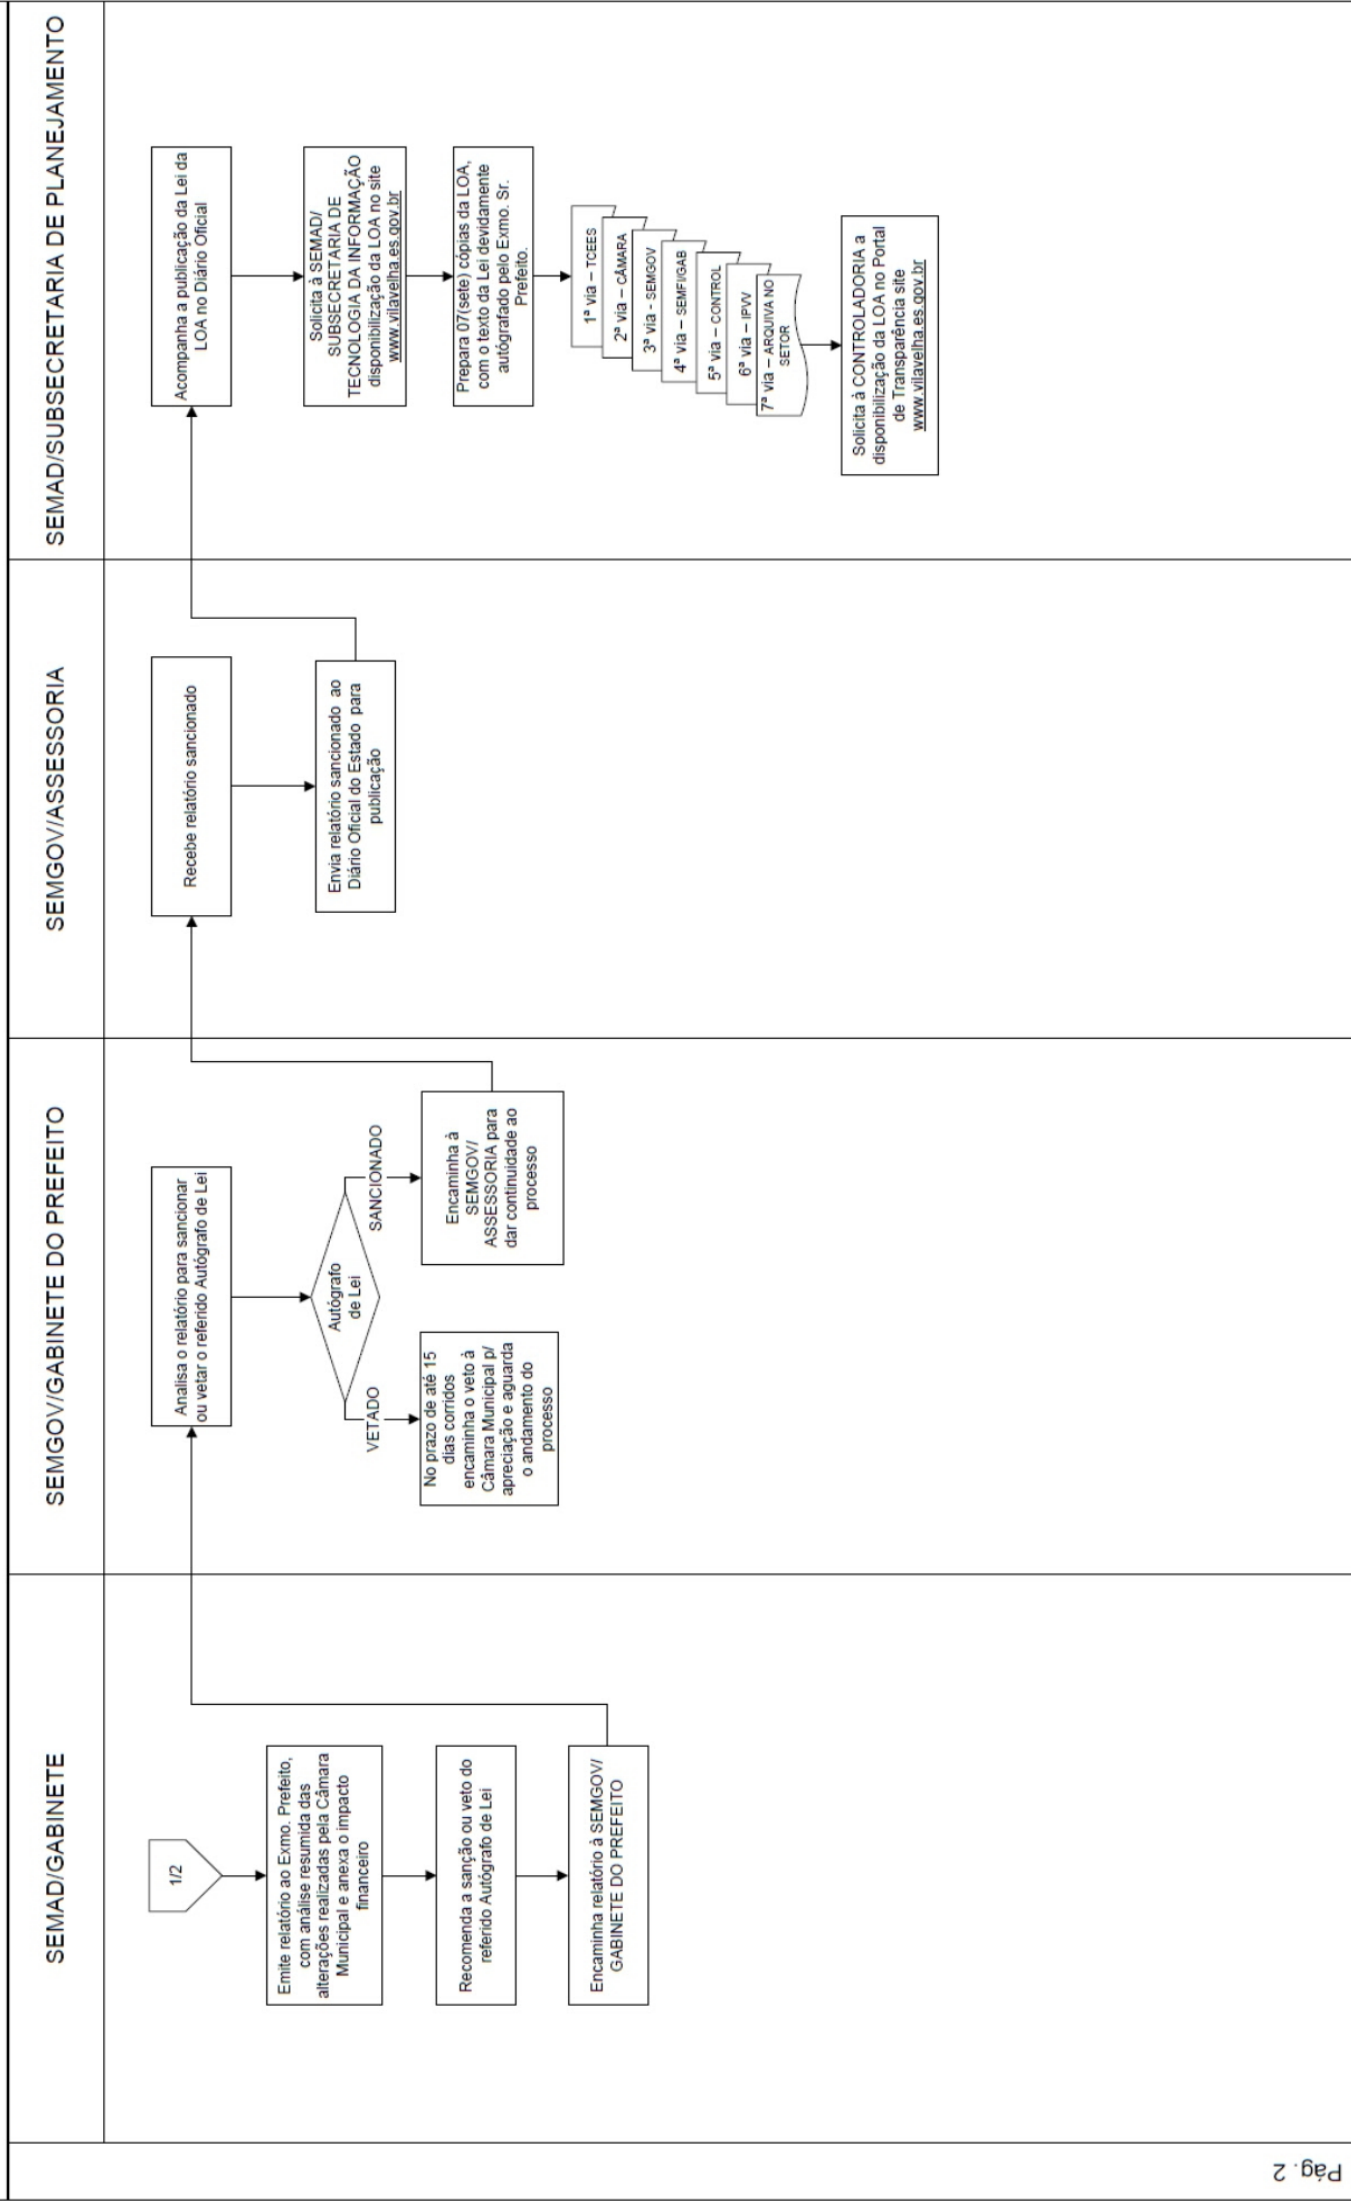 SEMAD/GABINETE
1/2
Emite relatório ao Exmo. Prefeito,
com análise resumida das
alterações realizadas pela Câmara
Municipal e anexa o impacto
financeiro
Recomenda a sanção ou veto do
referido Autógrafo de Lei
Encaminha relatório à SEMGOV/
GABINETE DO PREFEITO
SEMGOV/GABINETE DO PREFEITO
Analisa o relatório para sancionar
ou vetar o referido Autógrafo de Lei
Autógrafo
de Lei
VETADO
SANCIONADO
No prazo de até 15
dias corridos
encaminha o veto à
Câmara Municipal p/
apreciação e aguarda
o andamento do
processo
Encaminha à
SEMGOV/
ASSESSORIA para
dar continuidade ao
processo
SEMGOV/ASSESSORIA
Recebe relatório sancionado
Envia relatório sancionado ao
Diário Oficial do Estado para
publicação
SEMAD/SUBSECRETARIA DE PLANEJAMENTO
Acompanha a publicação da Lei da
LOA no Diário Oficial
Solicita à SEMAD/
SUBSECRETARIA DE
TECNOLOGIA DA INFORMAÇÃO
disponibilização da LOA no site
www.vilavelha.es.gov.br
Prepara 07(sete) cópias da LOA,
com o texto da Lei devidamente
autógrafado pelo Exmo. Sr.
Prefeito.
1ª via – TCEES
2ª via – CÂMARA
3ª via - SEMGOV
4ª via – SEMFI/GAB
5ª via – CONTROL
6ª via – IPVV
7ª via – ARQUIVA NO
SETOR
Solicita à CONTROLADORIA a
disponibilização da LOA no Portal
de Transparência site
www.vilavelha.es.gov.br
Pág. 2